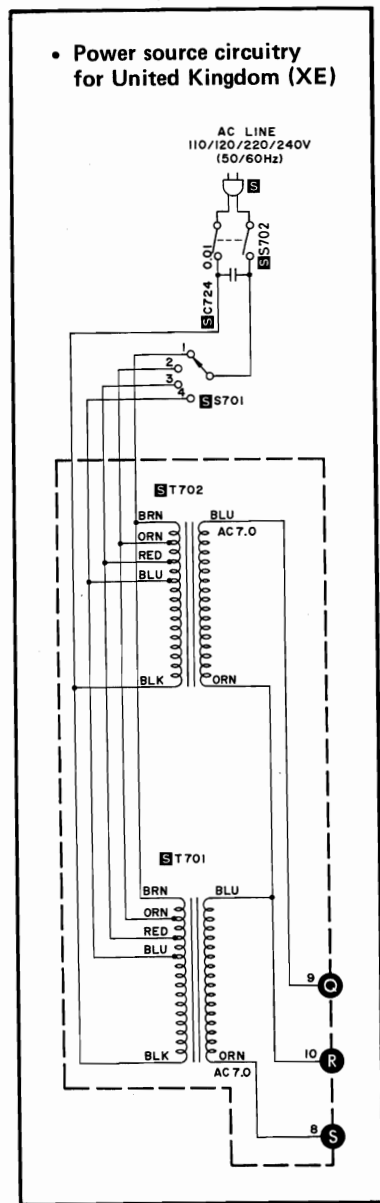 • Power source circuitry
for United Kingdom (XE)
AC LINE
110/120/220/240V
(50/60Hz)
S
S S702
0.01
S C724
1
2
3
4
S S701
S T702
BRN
BLU
ORN
AC 7.0
RED
BLU
BLK
ORN
S T701
BRN
BLU
ORN
RED
BLU
9 Q
BLK
ORN
10 R
AC 7.0
8 S